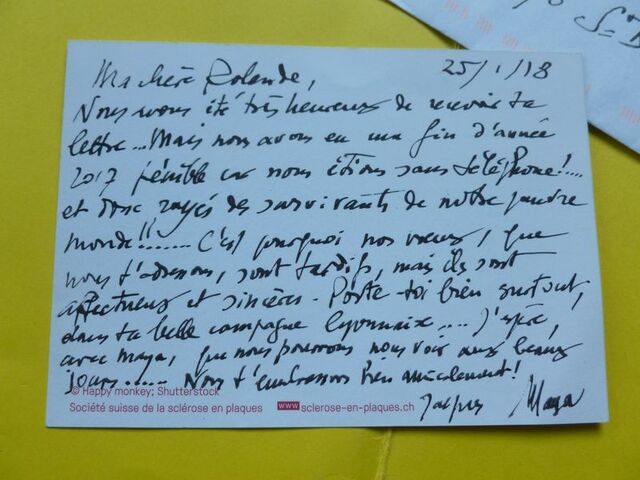 Ma chère Rolande, 25/1/18
Nous avons été très heureux de recevoir ta
lettre... Mais nous avons eu une fin d'année
2017 pénible car nous étions sans téléphone!....
et donc rayés des survivants de notre pauvre
monde!!....... C'est pourquoi nos vœux, que
nous t'adressons, sont tardifs, mais ils sont
affectueux et sincères. Porte toi bien surtout,
dans ta belle campagne lyonnaise.... J'espère,
avec Maya, que nous pourrons nous voir aux beaux
jours...... Nous t'embrassons bien amicalement!
Jacques Maya
© Happy monkey; Shutterstock
Société suisse de la sclérose en plaques www.sclerose-en-plaques.ch